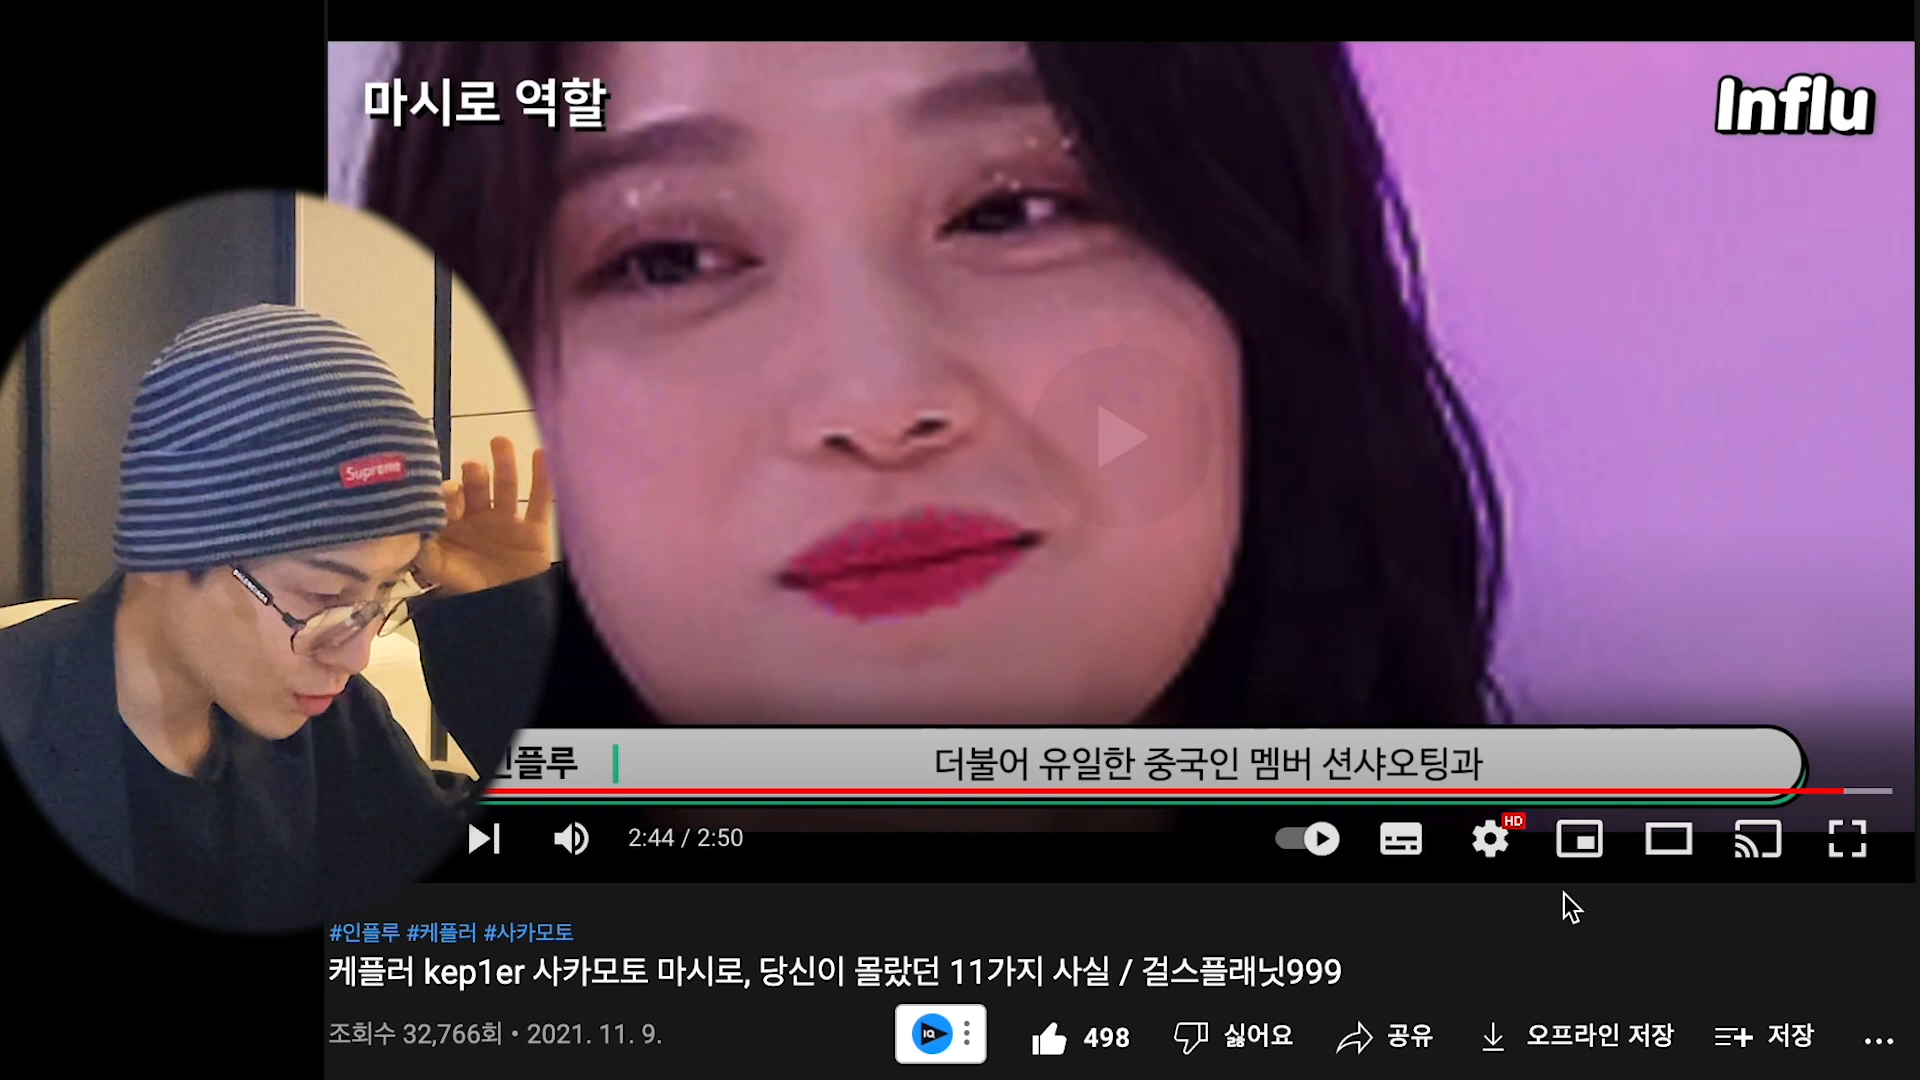 마시로 역할
Influ
Supreme
인플루
더불어 유일한 중국인 멤버 션샤오팅과
2:44 / 2:50
HD
#인플루 #케플러 #사카모토
케플러 kep1er 사카모토 마시로, 당신이 몰랐던 11가지 사실 / 걸스플래닛999
조회수 32,766회 • 2021. 11. 9.
IQ
498
싫어요
공유
오프라인 저장
저장